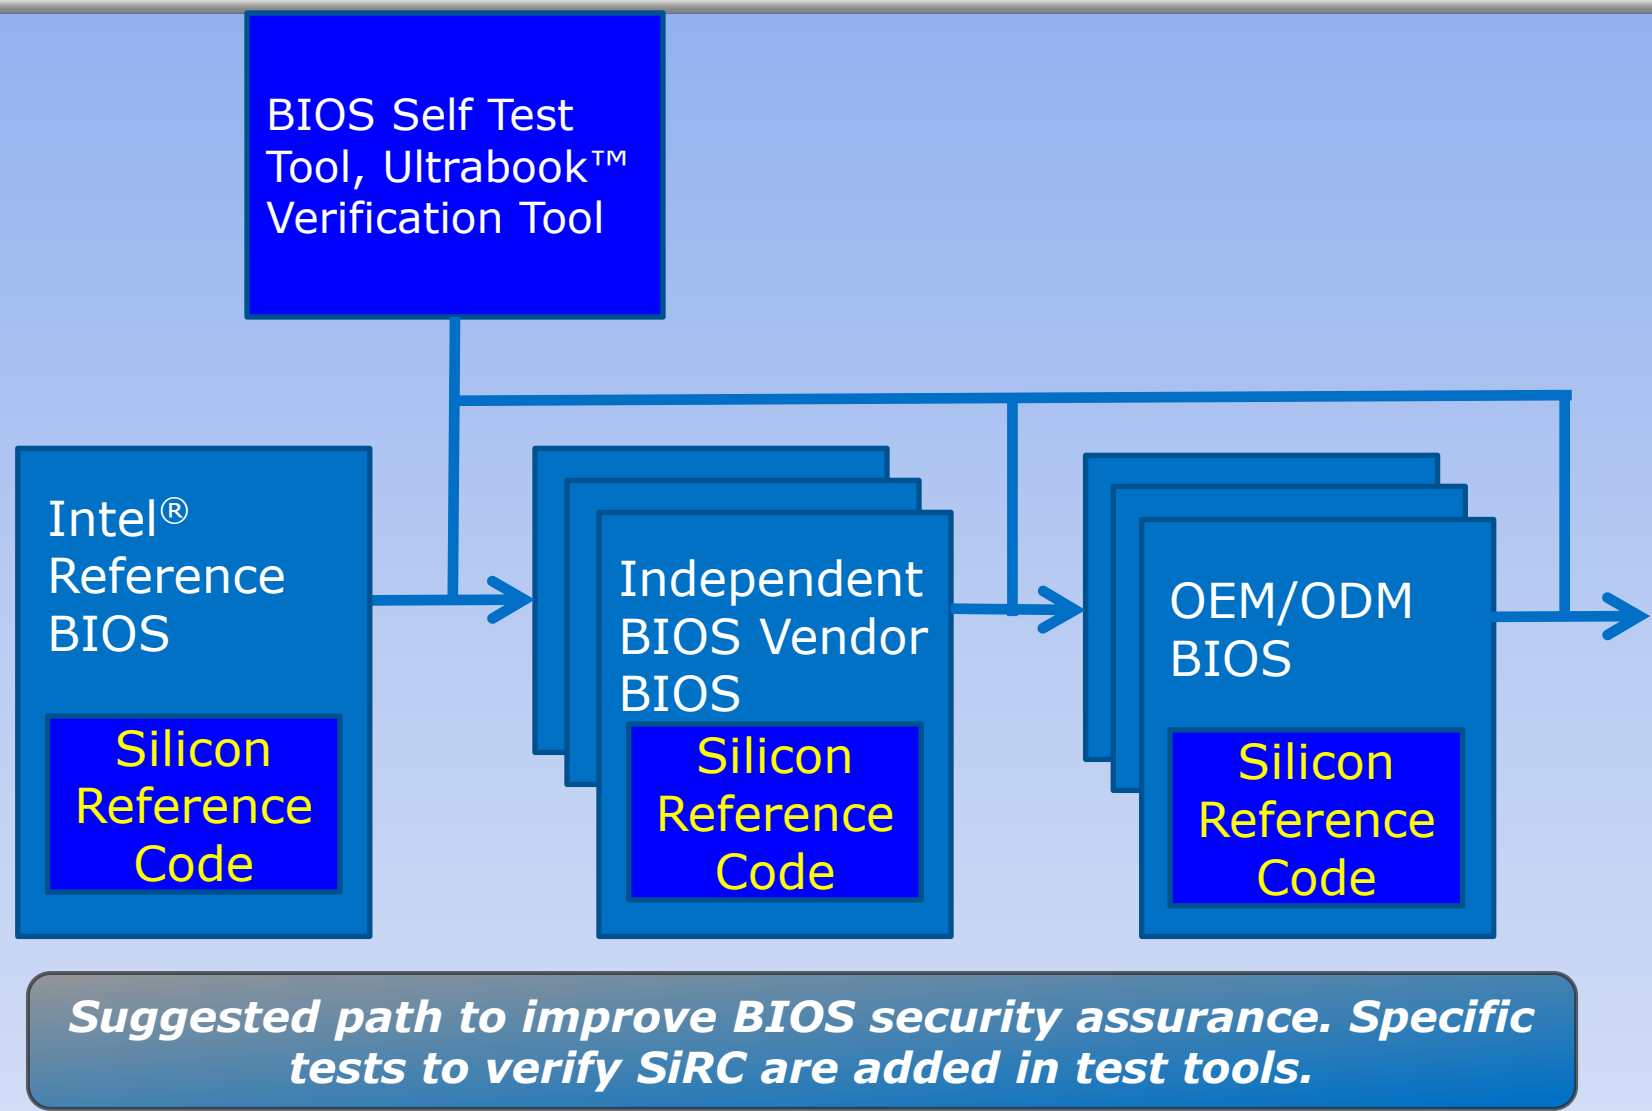 BIOS Self Test
Tool, Ultrabook™
Verification Tool
Intel®
Reference
BIOS
Silicon
Reference
Code
Independent
BIOS Vendor
BIOS
Silicon
Reference
Code
OEM/ODM
BIOS
Silicon
Reference
Code
Suggested path to improve BIOS security assurance. Specific
tests to verify SiRC are added in test tools.